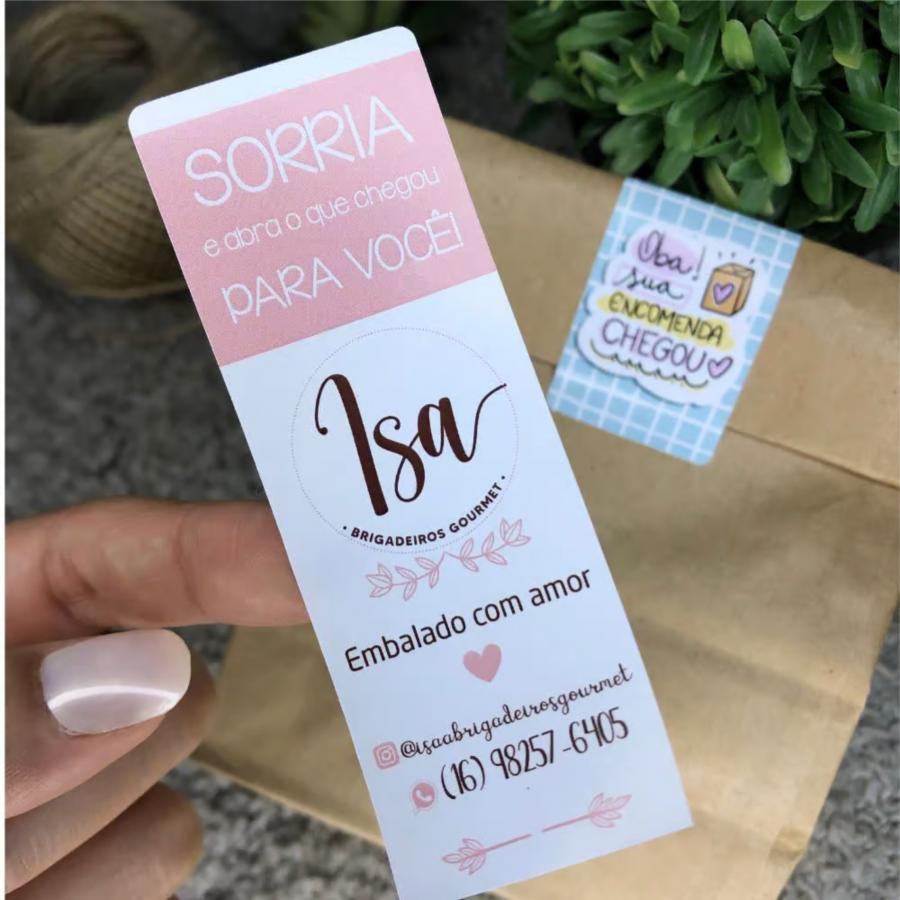 SORRIA
e abra o que chegou
PARA VOCÊ!
Isa
• BRIGADEIROS GOURMET •
Embalado com amor
@isaabrigadeirosgourmet
(16) 98257-6405
Oba!
sua
ENCOMENDA
CHEGOU